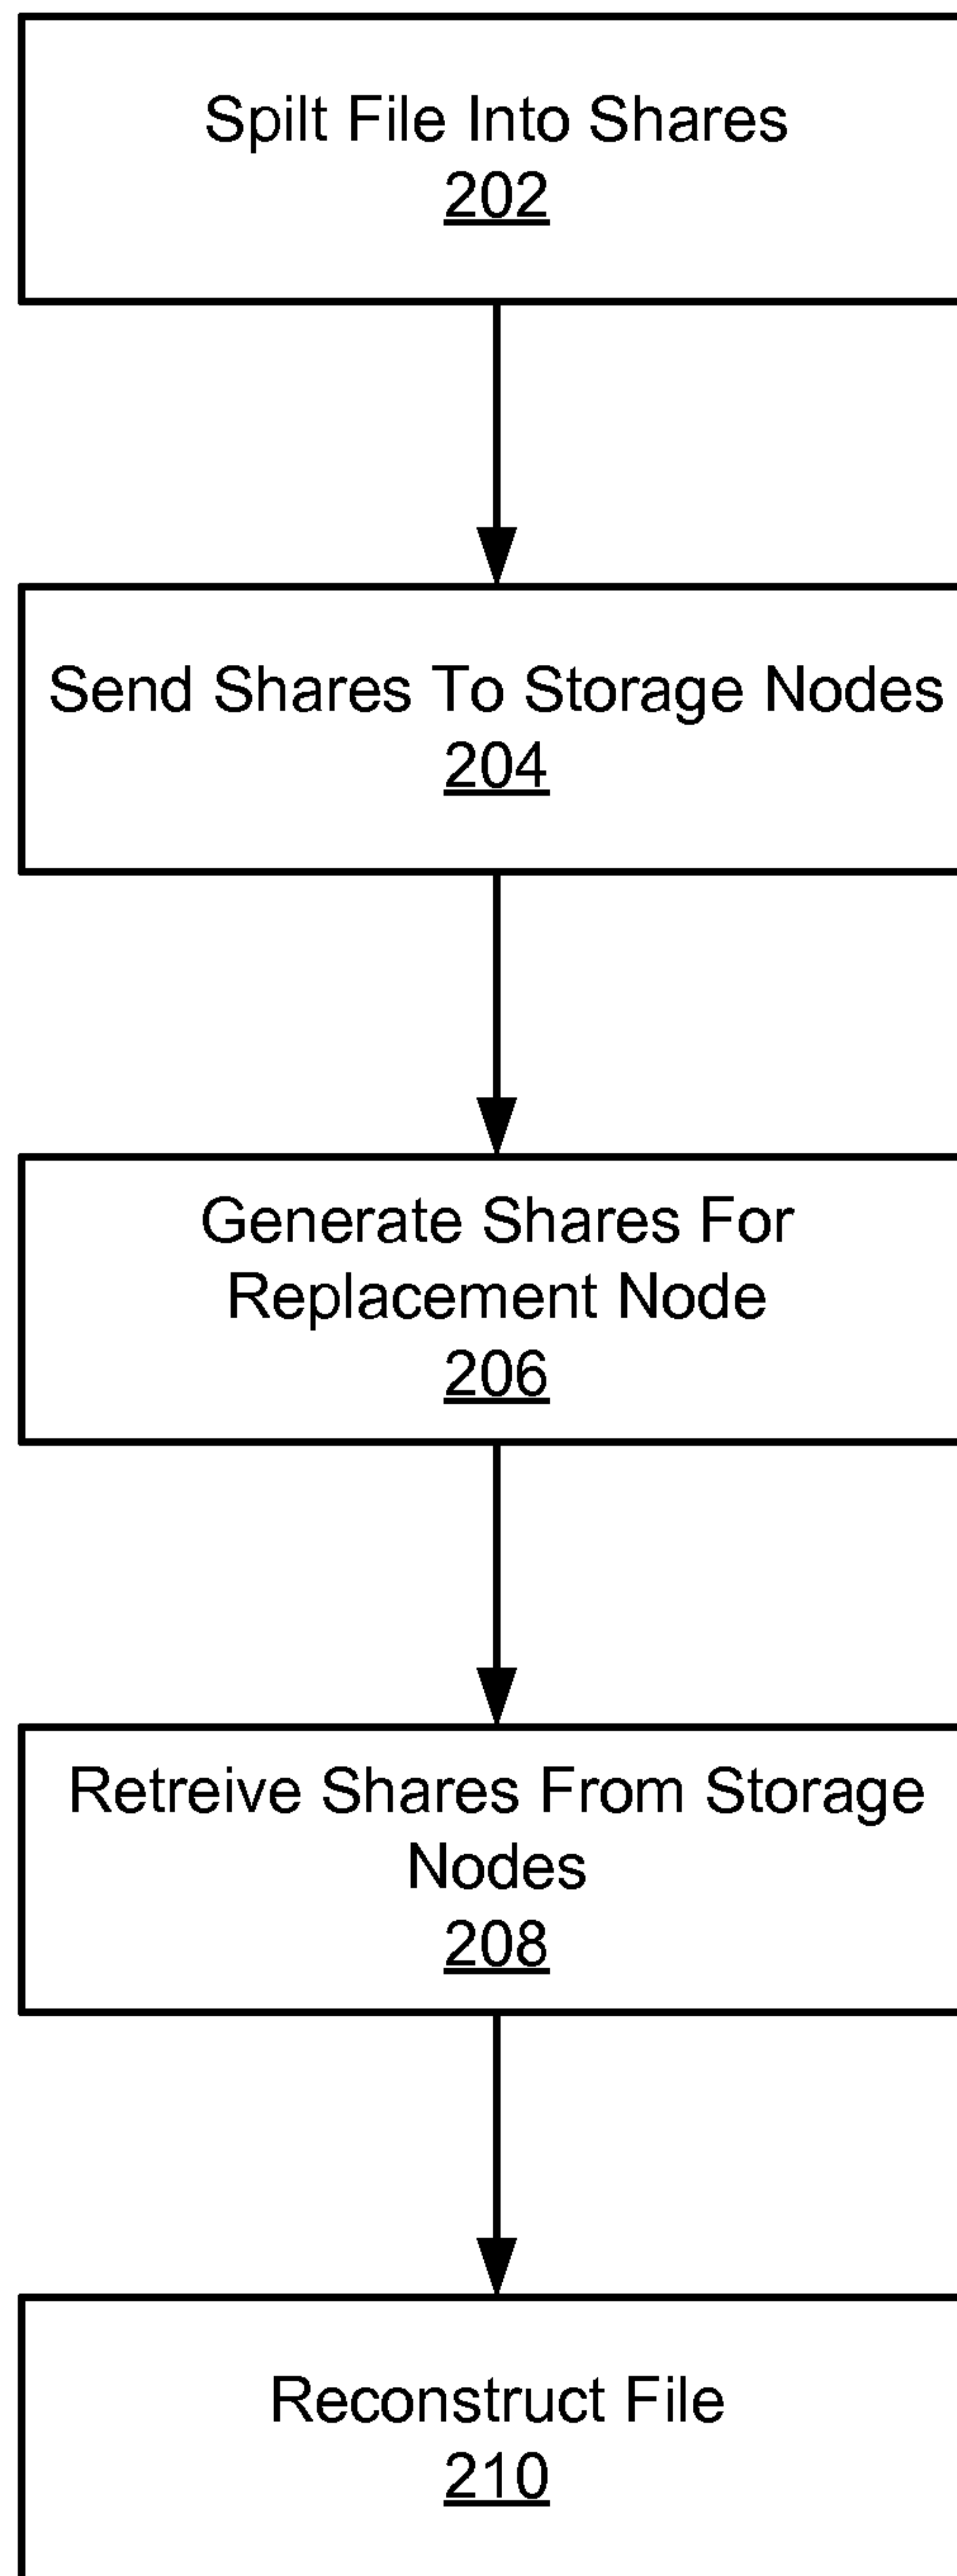 Spilt File Into Shares
202
Send Shares To Storage Nodes
204
Generate Shares For
Replacement Node
206
Retreive Shares From Storage
Nodes
208
Reconstruct File
210